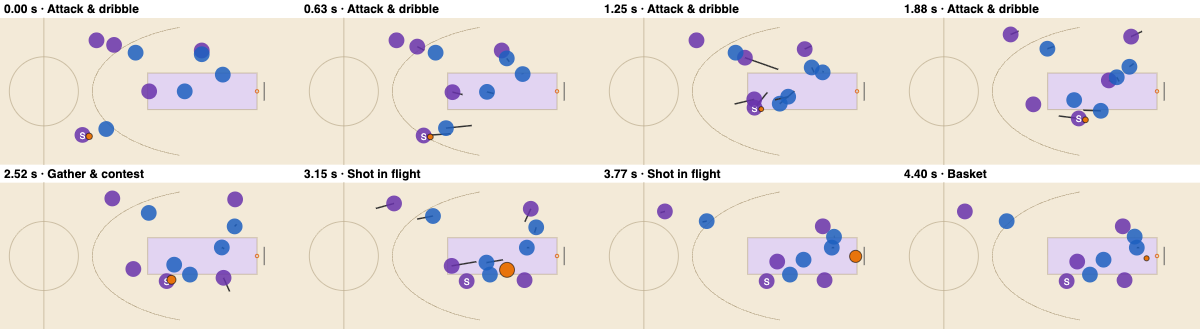 0.00 s · Attack & dribble
0.63 s · Attack & dribble
1.25 s · Attack & dribble
1.88 s · Attack & dribble
S
S
S
S
2.52 s · Gather & contest
3.15 s · Shot in flight
3.77 s · Shot in flight
4.40 s · Basket
S
S
S
S